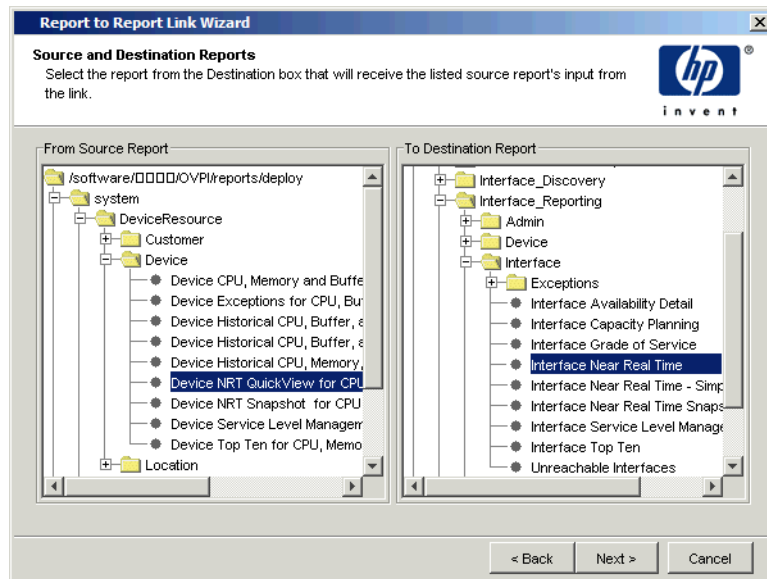 Report to Report Link Wizard
Source and Destination Reports
Select the report from the Destination box that will receive the listed source report's input from
the link.
hp
®
invent
From Source Report
/software/□□□□/OVPI/reports/deploy
system
DeviceResource
Customer
Device
Device CPU, Memory and Buffe
Device Exceptions for CPU, Bu
Device Historical CPU, Buffer, a
Device Historical CPU, Buffer, a
Device Historical CPU, Memory,
Device NRT QuickView for CPU
Device NRT Snapshot for CPU
Device Service Level Managem
Device Top Ten for CPU, Memo
Location
To Destination Report
Interface_Discovery
Interface_Reporting
Admin
Device
Interface
Exceptions
Interface Availability Detail
Interface Capacity Planning
Interface Grade of Service
Interface Near Real Time
Interface Near Real Time - Simp
Interface Near Real Time Snaps
Interface Service Level Manage
Interface Top Ten
Unreachable Interfaces
< Back
Next >
Cancel